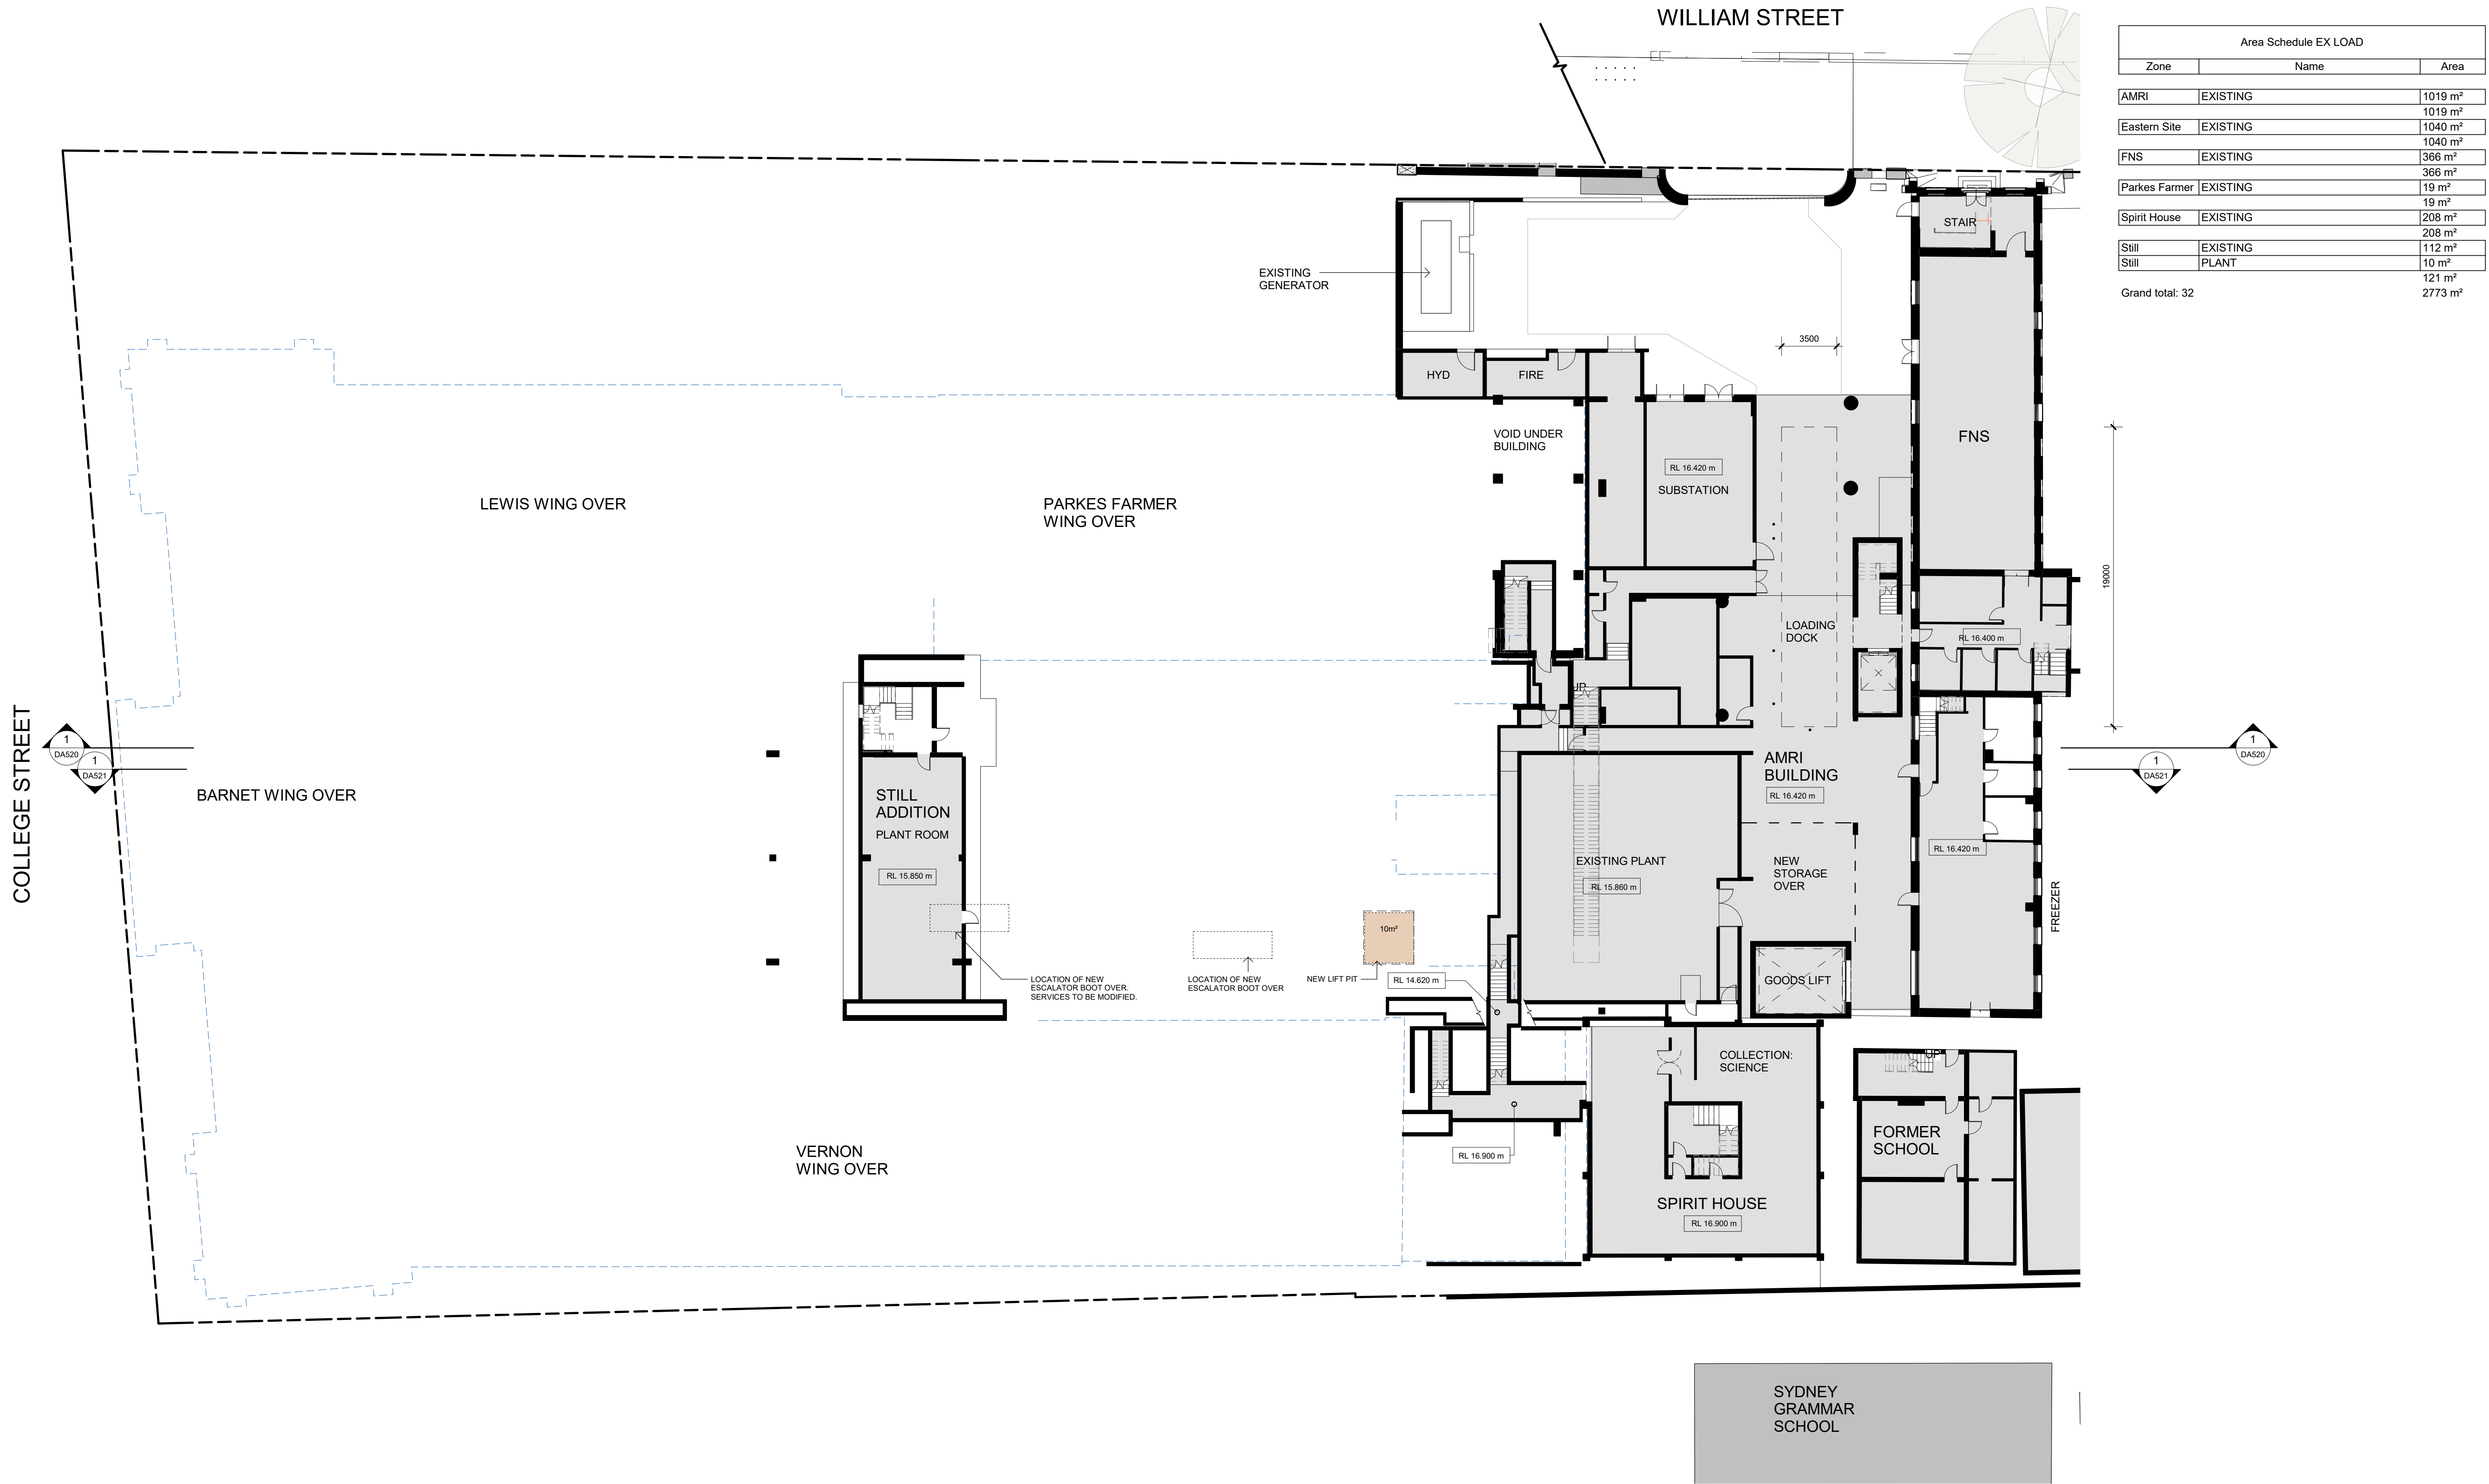 WILLIAM STREET
Area Schedule EX LOAD
Zone Name Area
AMRI EXISTING 1019 m²
1019 m²
Eastern Site EXISTING 1040 m²
1040 m²
FNS EXISTING 366 m²
366 m²
Parkes Farmer EXISTING 19 m²
19 m²
Spirit House EXISTING 208 m²
208 m²
Still EXISTING 112 m²
Still PLANT 10 m²
121 m²
Grand total: 32 2773 m²
STAIR
EXISTING
GENERATOR
3500
HYD
FIRE
VOID UNDER
BUILDING
FNS
RL 16.420 m
SUBSTATION
LEWIS WING OVER
PARKES FARMER
WING OVER
19000
LOADING
DOCK
RL 16.400 m
UP
COLLEGE STREET
1
DA520
1
DA521
BARNET WING OVER
STILL
ADDITION
PLANT ROOM
RL 15.850 m
AMRI
BUILDING
RL 16.420 m
1
DA520
1
DA521
EXISTING PLANT
RL 15.860 m
NEW
STORAGE
OVER
RL 16.420 m
FREEZER
10m²
LOCATION OF NEW
ESCALATOR BOOT OVER.
SERVICES TO BE MODIFIED.
LOCATION OF NEW
ESCALATOR BOOT OVER
NEW LIFT PIT
RL 14.620 m
GOODS LIFT
COLLECTION:
SCIENCE
UP
FORMER
SCHOOL
VERNON
WING OVER
RL 16.900 m
SPIRIT HOUSE
RL 16.900 m
SYDNEY
GRAMMAR
SCHOOL